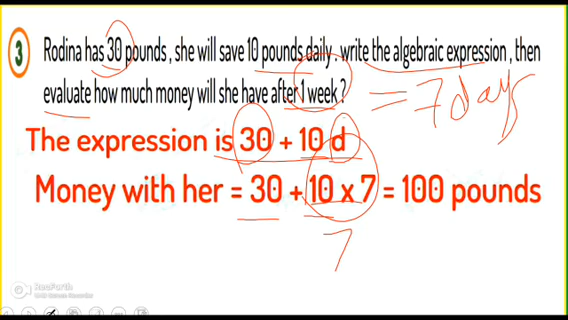 3
Rodina has 30 pounds , she will save 10 pounds daily , write the algebraic expression , then
evaluate how much money will she have after 1 week ?
= 7 days
The expression is 30 + 10 d
Money with her = 30 + 10 x 7 = 100 pounds
7